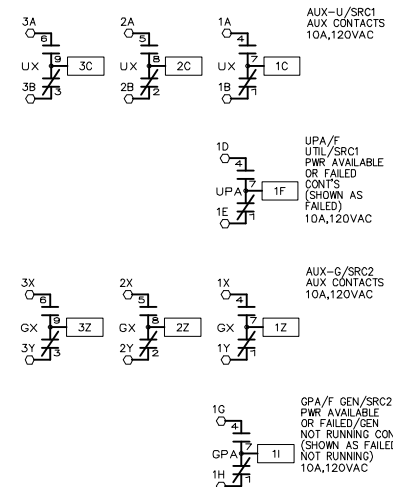 3A 2A 1A AUX-U/SRC1
AUX CONTACTS
10A,120VAC
6 5 4
9 8 7
UX 3C UX 2C UX 1C
3B 3 2B 2 1B 1
UPA/F
UTIL/SRC1
PWR AVAILABLE
OR FAILED
CONT'S
(SHOWN AS
FAILED)
10A,120VAC
1D
4
7
UPA 1F
1E 1
3X 2X 1X AUX-G/SRC2
AUX CONTACTS
10A,120VAC
6 5 4
9 8 7
GX 3Z GX 2Z GX 1Z
3Y 3 2Y 2 1Y 1
GPA/F GEN/SRC2
PWR AVAILABLE
OR FAILED/GEN
NOT RUNNING CON
(SHOWN AS FAILED
NOT RUNNING)
10A,120VAC
1G
4
7
GPA 1I
1H 1